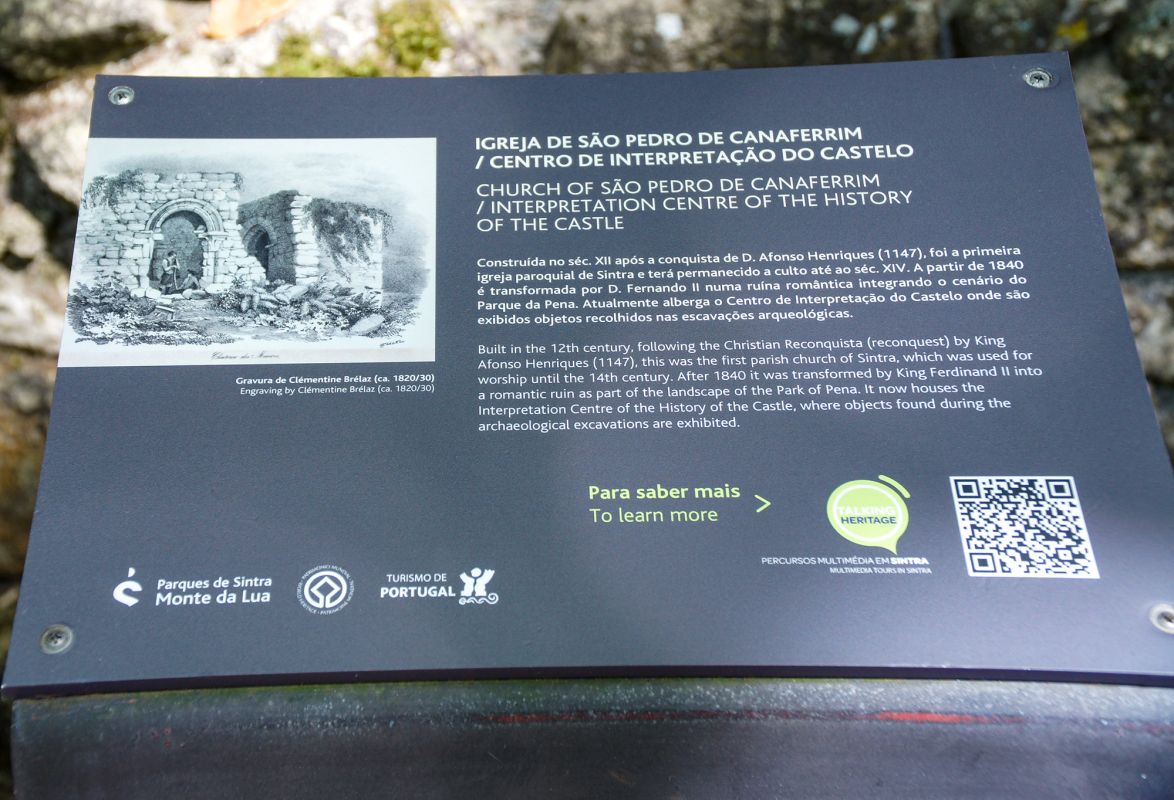 IGREJA DE SÃO PEDRO DE CANAFERRIM
/ CENTRO DE INTERPRETAÇÃO DO CASTELO
CHURCH OF SÃO PEDRO DE CANAFERRIM
/ INTERPRETATION CENTRE OF THE HISTORY
OF THE CASTLE
Construída no séc. XII após a conquista de D. Afonso Henriques (1147), foi a primeira
igreja paroquial de Sintra e terá permanecido a culto até ao séc. XIV. A partir de 1840
é transformada por D. Fernando II numa ruína romântica integrando o cenário do
Parque da Pena. Atualmente alberga o Centro de Interpretação do Castelo onde são
exibidos objetos recolhidos nas escavações arqueológicas.
Built in the 12th century, following the Christian Reconquista (reconquest) by King
Afonso Henriques (1147), this was the first parish church of Sintra, which was used for
worship until the 14th century. After 1840 it was transformed by King Ferdinand II into
a romantic ruin as part of the landscape of the Park of Pena. It now houses the
Interpretation Centre of the History of the Castle, where objects found during the
archaeological excavations are exhibited.
Gravura de Clémentine Brélaz (ca. 1820/30)
Engraving by Clémentine Brélaz (ca. 1820/30)
Para saber mais
To learn more
>
TALKING
HERITAGE
PERCURSOS MULTIMÉDIA EM SINTRA
MULTIMEDIA TOURS IN SINTRA
Parques de Sintra
Monte da Lua
WORLD HERITAGE • PATRIMOINE MONDIAL • PATRIMONIO MUNDIAL
TURISMO DE
PORTUGAL